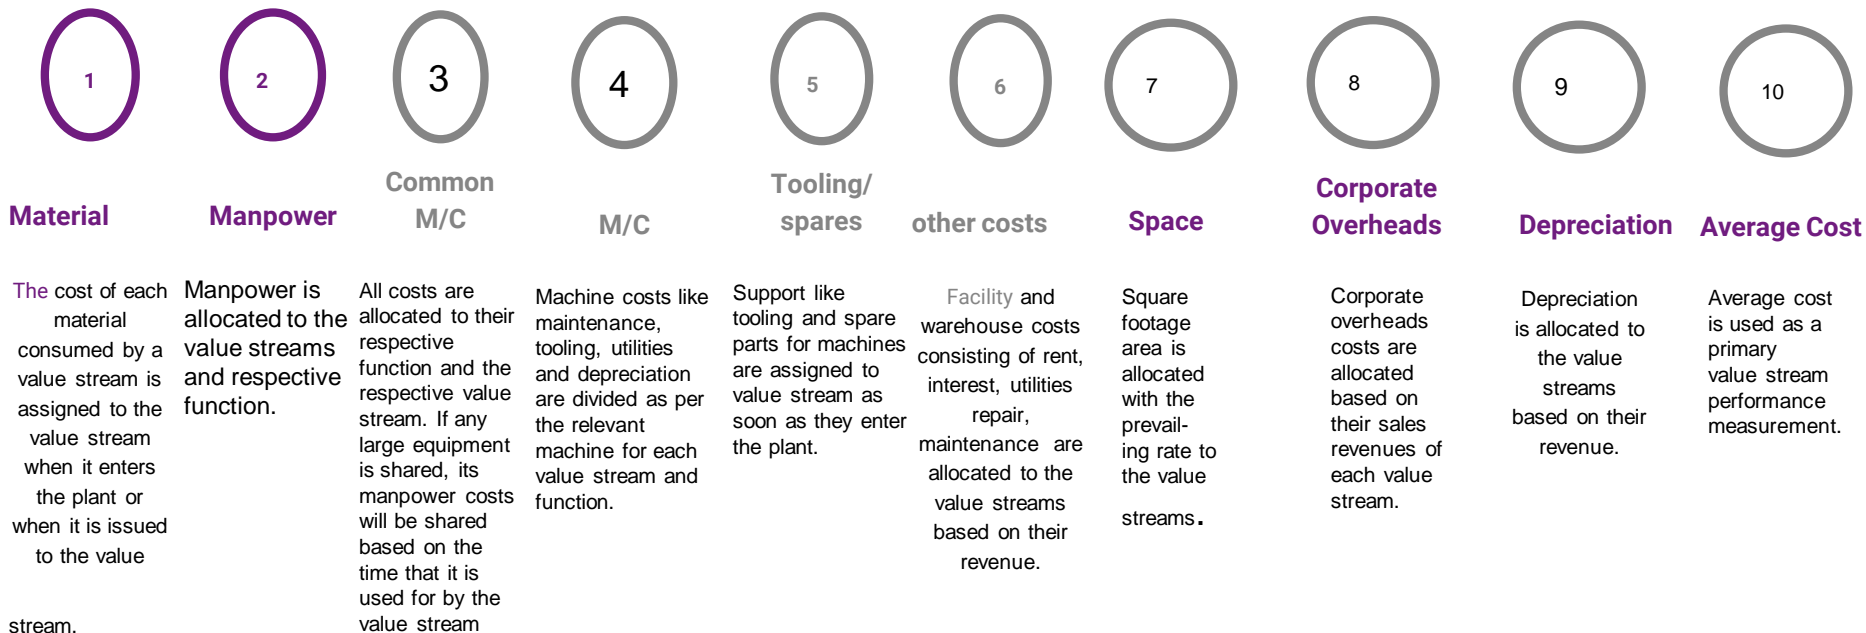 1
2
3
4
5
6
7
8
9
10
Material
Manpower
Common
M/C
M/C
Tooling/
spares
other costs
Space
Corporate
Overheads
Depreciation
Average Cost
The cost of each
material
consumed by a
value stream is
assigned to the
value stream
when it enters
the plant or
when it is issued
to the value
stream.
Manpower is
allocated to the
value streams
and respective
function.
All costs are
allocated to their
respective
function and the
respective value
stream. If any
large equipment
is shared, its
manpower costs
will be shared
based on the
time that it is
used for by the
value stream
Machine costs like
maintenance,
tooling, utilities
and depreciation
are divided as per
the relevant
machine for each
value stream and
function.
Support like
tooling and spare
parts for machines
are assigned to
value stream as
soon as they enter
the plant.
Facility and
warehouse costs
consisting of rent,
interest, utilities
repair,
maintenance are
allocated to the
value streams
based on their
revenue.
Square
footage
area is
allocated
with the
prevail-
ing rate to
the value
streams.
Corporate
overheads
costs are
allocated
based on
their sales
revenues of
each value
stream.
Depreciation
is allocated to
the value
streams
based on their
revenue.
Average cost
is used as a
primary
value stream
performance
measurement.